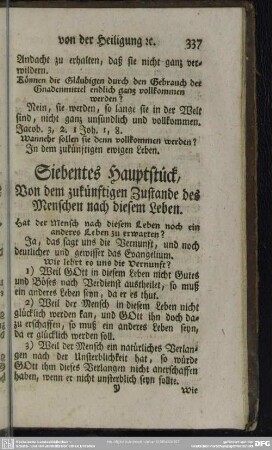 von der Heiligung ꝛc. 337
Andacht zu erhalten, daß sie nicht ganz ver-
wildern.
Können die Gläubigen durch den Gebrauch der
Gnadenmittel endlich ganz vollkommen
werden?
Nein, sie werden, so lange sie in der Welt
sind, nicht ganz unsündlich und vollkommen.
Jacob. 3, 2. 1 Joh. 1, 8.
Wannehr sollen sie denn vollkommen werden?
In dem zukünftigen ewigen Leben.
Siebentes Hauptstück,
Von dem zukünftigen Zustande des
Menschen nach diesem Leben.
Hat der Mensch nach diesem Leben noch ein
anderes Leben zu erwarten?
Ja, das sagt uns die Vernunft, und noch
deutlicher und gewisser das Evangelium.
Wie lehrt es uns die Vernunft?
1) Weil GOtt in diesem Leben nicht Gutes
und Böses nach Verdienst austheilet, so muß
ein anderes Leben seyn, da er es thut.
2) Weil der Mensch in diesem Leben nicht
glücklich werden kan, und GOtt ihn doch da-
zu erschaffen, so muß ein anderes Leben seyn,
da er glücklich werden soll.
3) Weil der Mensch ein natürliches Verlan-
gen nach der Unsterblichkeit hat, so würde
GOtt ihm dieses Verlangen nicht anerschaffen
haben, wenn er nicht unsterblich seyn sollte.
Y Wie
DFG